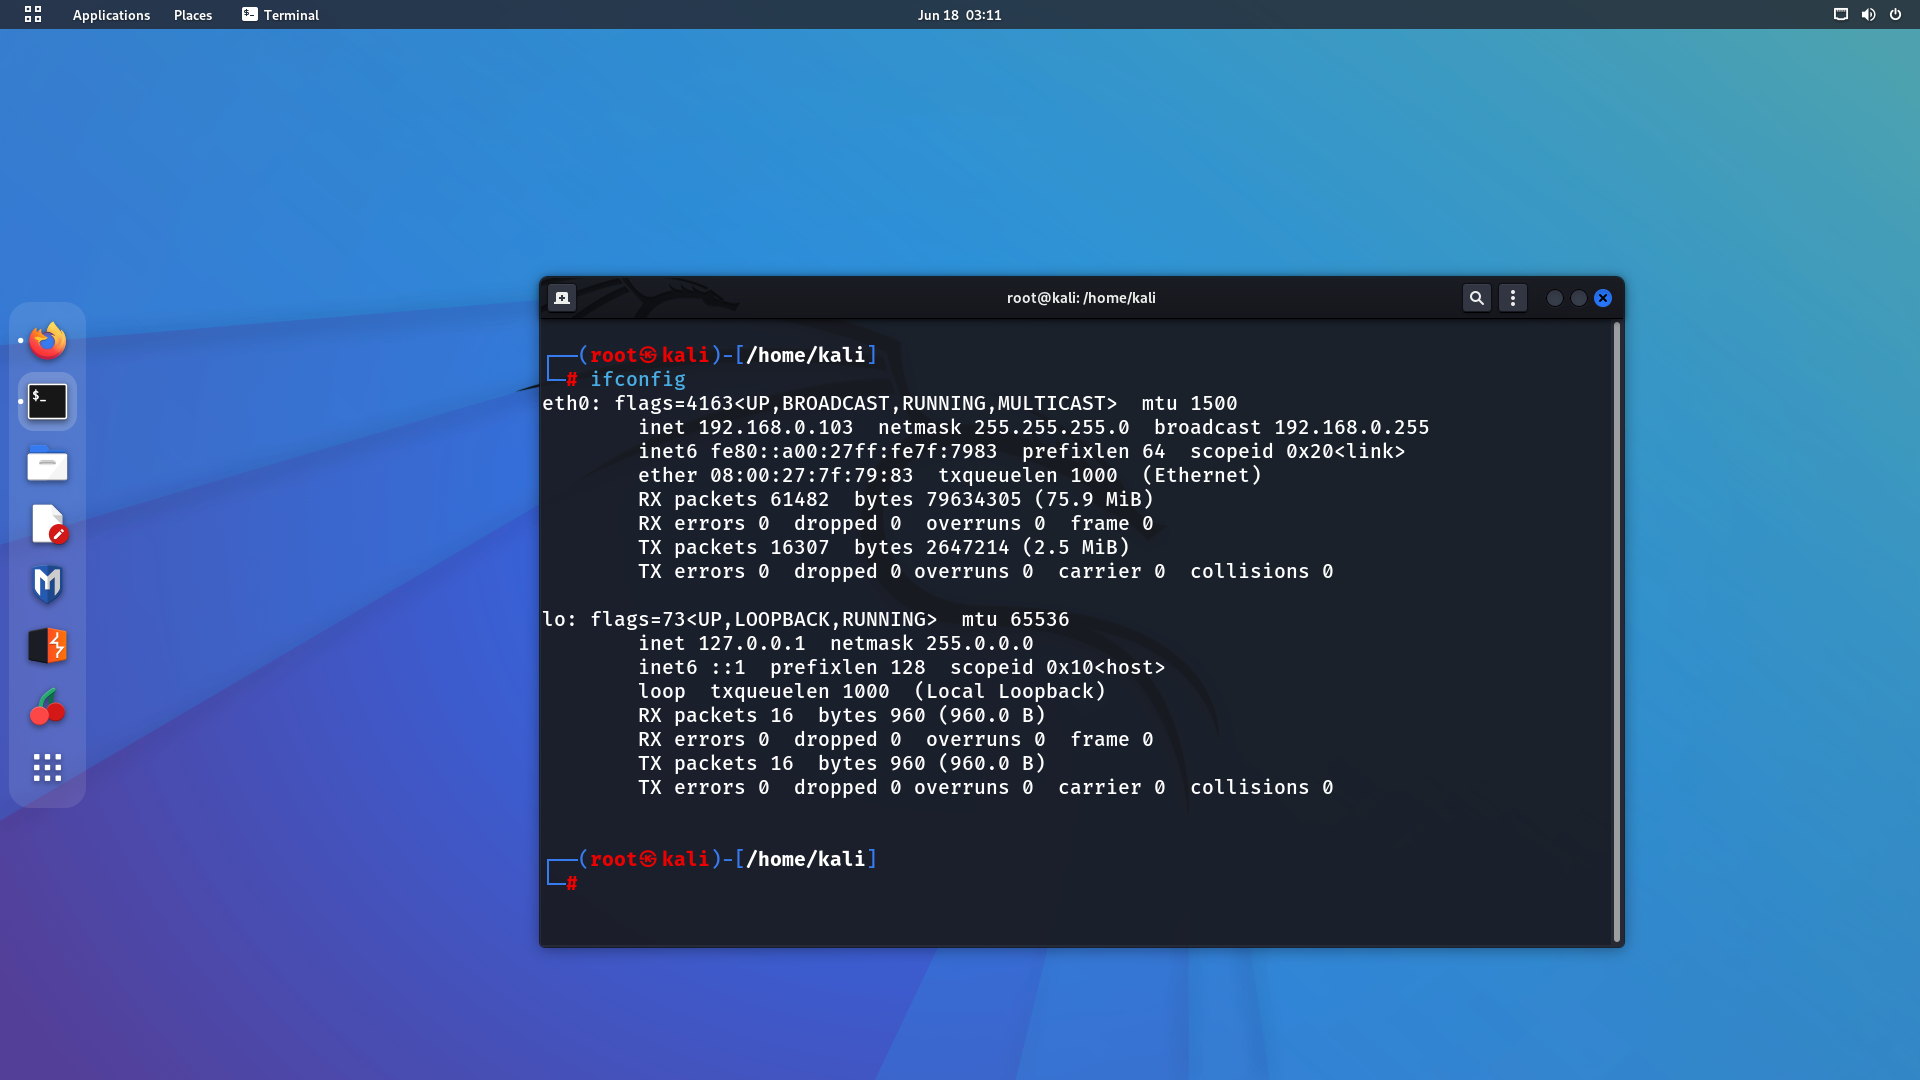 Applications Places Terminal Jun 18 03:11
root@kali: /home/kali
┌──(root㉿kali)-[/home/kali]
└─# ifconfig
eth0: flags=4163<UP,BROADCAST,RUNNING,MULTICAST>  mtu 1500
        inet 192.168.0.103  netmask 255.255.255.0  broadcast 192.168.0.255
        inet6 fe80::a00:27ff:fe7f:7983  prefixlen 64  scopeid 0x20<link>
        ether 08:00:27:7f:79:83  txqueuelen 1000  (Ethernet)
        RX packets 61482  bytes 79634305 (75.9 MiB)
        RX errors 0  dropped 0  overruns 0  frame 0
        TX packets 16307  bytes 2647214 (2.5 MiB)
        TX errors 0  dropped 0 overruns 0  carrier 0  collisions 0
lo: flags=73<UP,LOOPBACK,RUNNING>  mtu 65536
        inet 127.0.0.1  netmask 255.0.0.0
        inet6 ::1  prefixlen 128  scopeid 0x10<host>
        loop  txqueuelen 1000  (Local Loopback)
        RX packets 16  bytes 960 (960.0 B)
        RX errors 0  dropped 0  overruns 0  frame 0
        TX packets 16  bytes 960 (960.0 B)
        TX errors 0  dropped 0 overruns 0  carrier 0  collisions 0
┌──(root㉿kali)-[/home/kali]
└─#